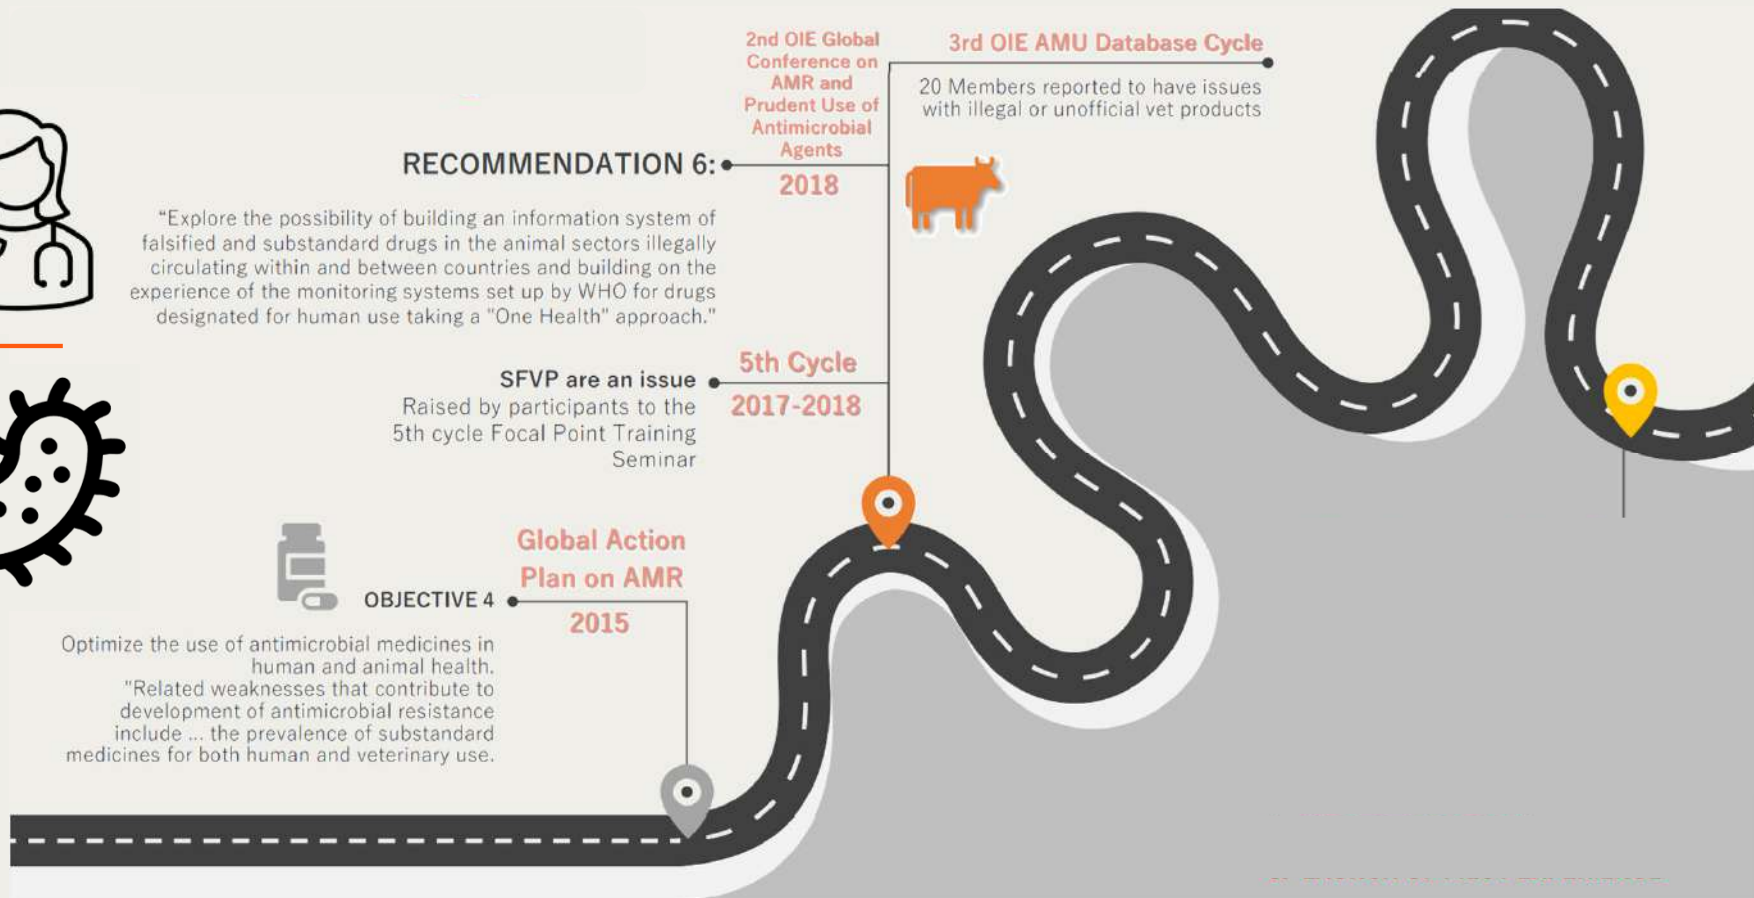 2nd OIE Global
Conference on
AMR and
Prudent Use of
Antimicrobial
Agents
2018
3rd OIE AMU Database Cycle
20 Members reported to have issues
with illegal or unofficial vet products
RECOMMENDATION 6:
“Explore the possibility of building an information system of
falsified and substandard drugs in the animal sectors illegally
circulating within and between countries and building on the
experience of the monitoring systems set up by WHO for drugs
designated for human use taking a "One Health" approach."
5th Cycle
2017-2018
SFVP are an issue
Raised by participants to the
5th cycle Focal Point Training
Seminar
Global Action
Plan on AMR
2015
OBJECTIVE 4
Optimize the use of antimicrobial medicines in
human and animal health.
"Related weaknesses that contribute to
development of antimicrobial resistance
include ... the prevalence of substandard
medicines for both human and veterinary use.